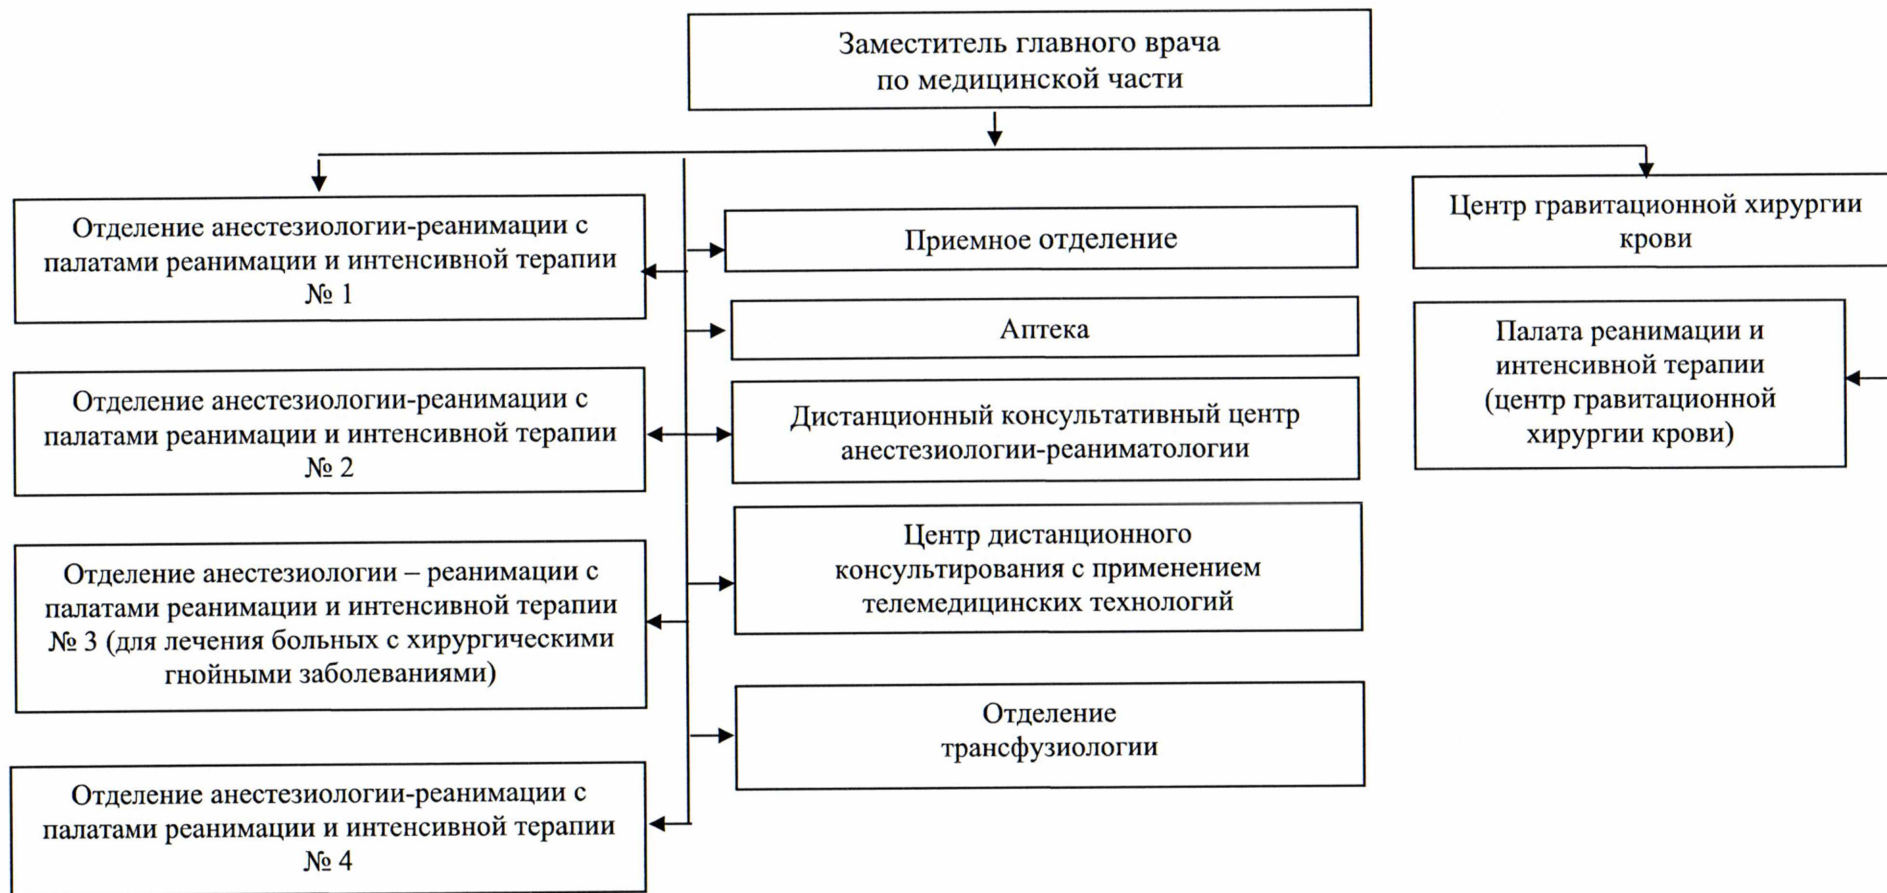 Заместитель главного врача
по медицинской части
Отделение анестезиологии-реанимации с
палатами реанимации и интенсивной терапии
№ 1
Отделение анестезиологии-реанимации с
палатами реанимации и интенсивной терапии
№ 2
Отделение анестезиологии – реанимации с
палатами реанимации и интенсивной терапии
№ 3 (для лечения больных с хирургическими
гнойными заболеваниями)
Отделение анестезиологии-реанимации с
палатами реанимации и интенсивной терапии
№ 4
Приемное отделение
Аптека
Дистанционный консультативный центр
анестезиологии-реаниматологии
Центр дистанционного
консультирования с применением
телемедицинских технологий
Отделение
трансфузиологии
Центр гравитационной хирургии
крови
Палата реанимации и
интенсивной терапии
(центр гравитационной
хирургии крови)